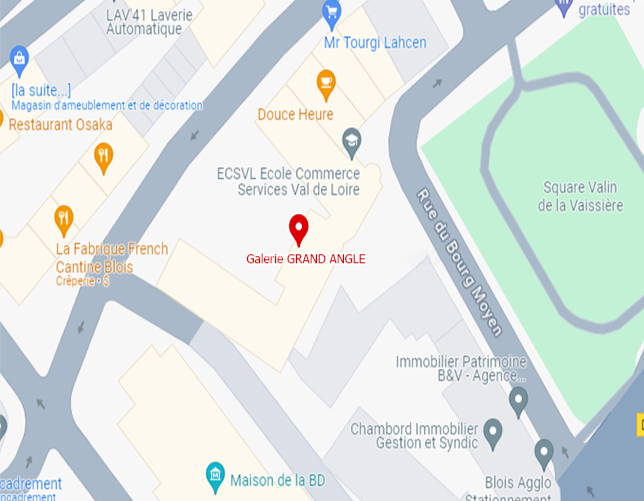 gratuites
LAV'41 Laverie
Automatique
Mr Tourgi Lahcen
[la suite...]
Magasin d'ameublement et de décoration
Restaurant Osaka
Douce Heure
ECSVL Ecole Commerce
Services Val de Loire
Square Valin
de la Vaissière
Rue du Bourg Moyen
La Fabrique French
Cantine Blois
Crêperie · $
Galerie GRAND ANGLE
Immobilier Patrimoine
B&V - Agence...
Chambord Immobilier
Gestion et Syndic
Maison de la BD
Blois Agglo
Stationnement
cadrement